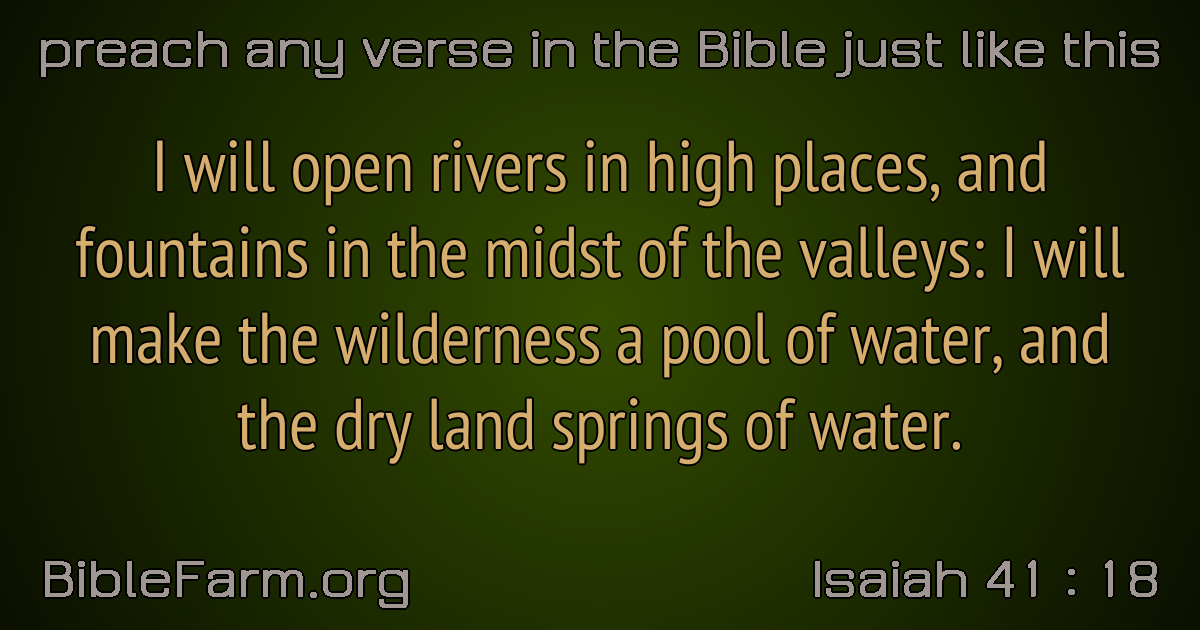 preach any verse in the Bible just like this
I will open rivers in high places, and
fountains in the midst of the valleys: I will
make the wilderness a pool of water, and
the dry land springs of water.
BibleFarm.org
Isaiah 41 : 18